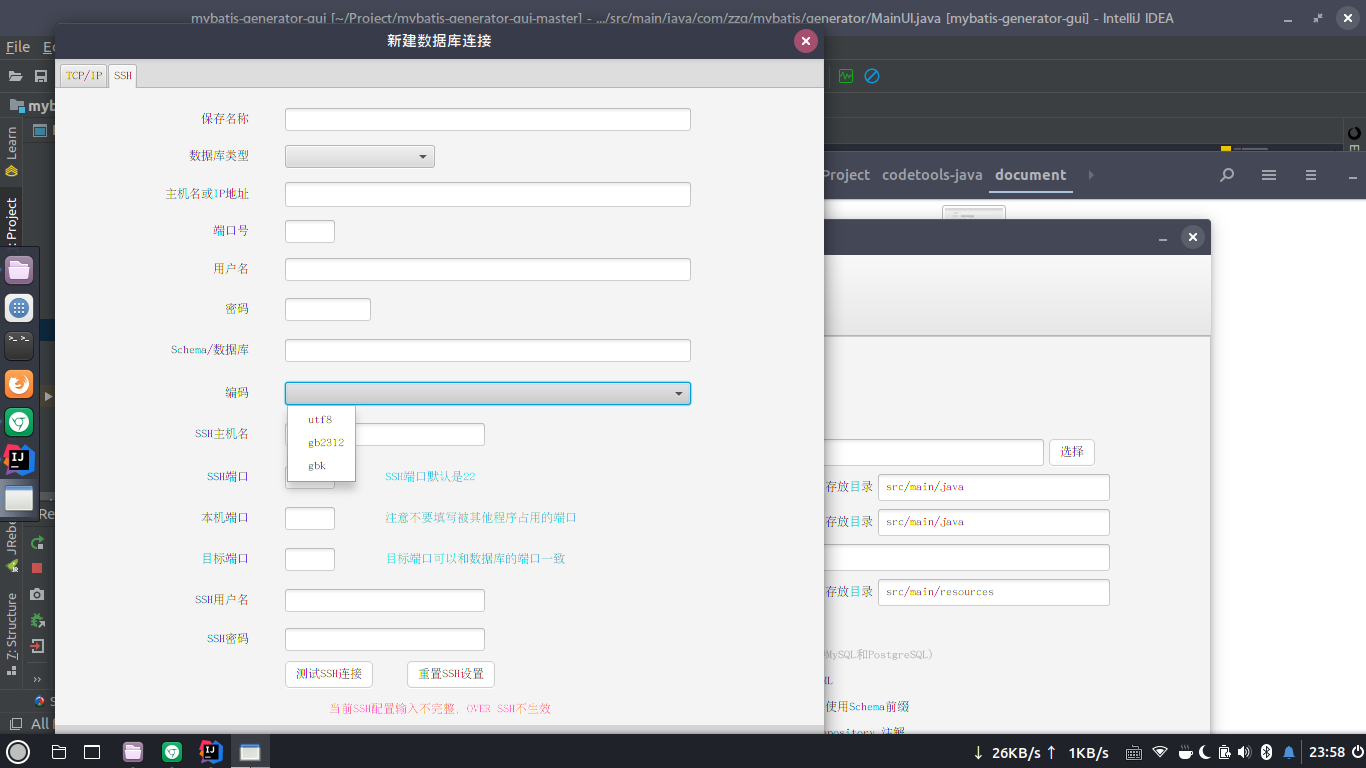 mybatis-generator-gui [~/Project/mybatis-generator-gui-master] - .../src/main/java/com/zzg/mybatis/generator/MainUI.java [mybatis-generator-gui] - IntelliJ IDEA
File
新建数据库连接
TCP/IP
SSH
保存名称
数据库类型
主机名或IP地址
端口号
用户名
密码
Schema/数据库
编码
utf8
gb2312
gbk
SSH主机名
SSH端口
SSH端口默认是22
本机端口
注意不要填写被其他程序占用的端口
目标端口
目标端口可以和数据库的端口一致
SSH用户名
SSH密码
测试SSH连接
重置SSH设置
当前SSH配置输入不完整, OVER SSH不生效
Learn
Project
Z: Structure
All
Project
codetools-java
document
选择
存放目录
src/main/java
存放目录
src/main/java
存放目录
src/main/resources
MySQL和PostgreSQL)
使用Schema前缀
注解
↓ 26KB/s ↑ 1KB/s
23:58